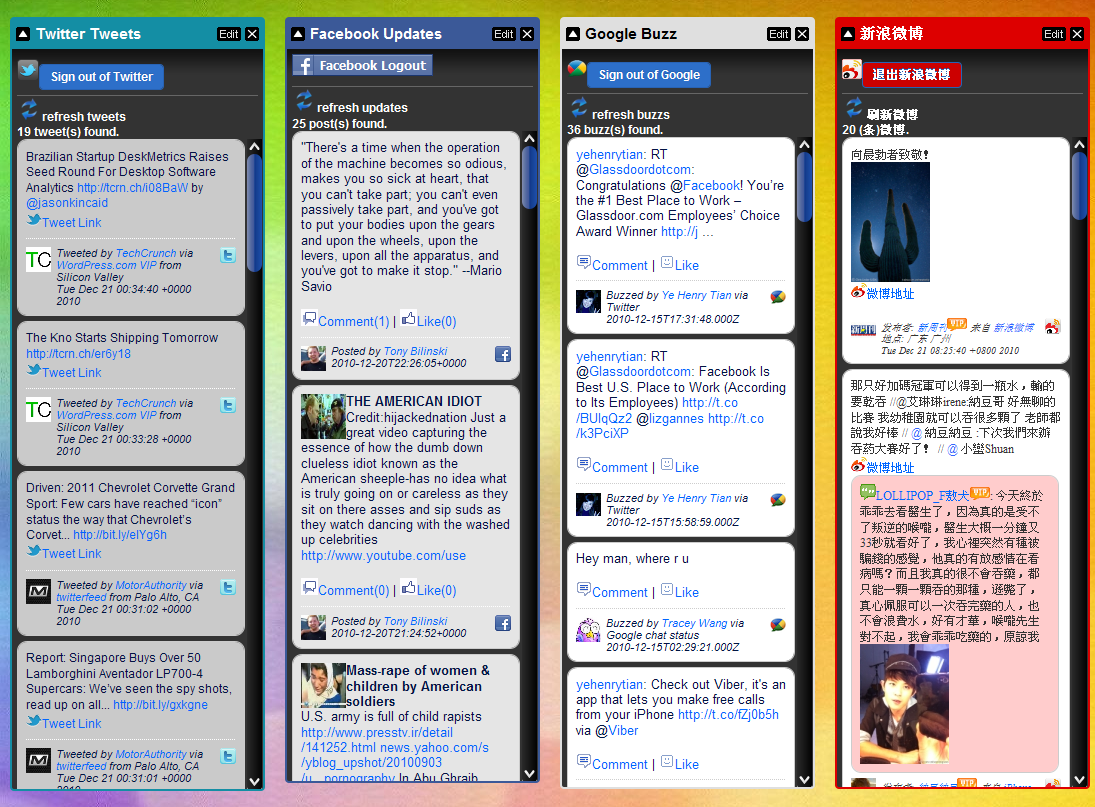 Twitter Tweets
Edit
Sign out of Twitter
refresh tweets
19 tweet(s) found.
Brazilian Startup DeskMetrics Raises
Seed Round For Desktop Software
Analytics http://tcrn.ch/i08BaW by
@jasonkincaid
Tweet Link
TC
Tweeted by TechCrunch via
WordPress.com VIP from
Silicon Valley
Tue Dec 21 00:34:40 +0000
2010
The Kno Starts Shipping Tomorrow
http://tcrn.ch/er6y18
Tweet Link
TC
Tweeted by TechCrunch via
WordPress.com VIP from
Silicon Valley
Tue Dec 21 00:33:28 +0000
2010
Driven: 2011 Chevrolet Corvette Grand
Sport: Few cars have reached “icon”
status the way that Chevrolet's
Corvet... http://bit.ly/eIYg6h
Tweet Link
Tweeted by MotorAuthority via
twitterfeed from Palo Alto, CA
Tue Dec 21 00:31:02 +0000
2010
Report: Singapore Buys Over 50
Lamborghini Aventador LP700-4
Supercars: We've seen the spy shots,
read up on all... http://bit.ly/gxkgne
Tweet Link
Tweeted by MotorAuthority via
twitterfeed from Palo Alto, CA
Tue Dec 21 00:31:01 +0000
2010
Facebook Updates
Edit
Facebook Logout
refresh updates
25 post(s) found.
"There's a time when the operation
of the machine becomes so odious,
makes you so sick at heart, that
you can't take part; you can't even
passively take part, and you've got
to put your bodies upon the gears
and upon the wheels, upon the
levers, upon all the apparatus, and
you've got to make it stop." --Mario
Savio
Comment(1) | Like(0)
Posted by Tony Bilinski
2010-12-20T22:26:05+0000
THE AMERICAN IDIOT
Credit:hijackednation Just a
great video capturing the
essence of how the dumb down
clueless idiot known as the
American sheeple-has no idea what
is truly going on or careless as they
sit on there asses and sip suds as
they watch dancing with the washed
up celebrities
http://www.youtube.com/use
Comment(0) | Like(0)
Posted by Tony Bilinski
2010-12-20T21:24:52+0000
Mass-rape of women &
children by American
soldiers
U.S. army is full of child rapists
http://www.presstv.ir/detail
/141252.html news.yahoo.com/s
/yblog_upshot/20100903
/u...pornography In Abu Ghraib
Google Buzz
Edit
Sign out of Google
refresh buzzs
36 buzz(s) found.
yehenrytian: RT
@Glassdoordotcom:
Congratulations @Facebook! You're
the #1 Best Place to Work –
Glassdoor.com Employees' Choice
Award Winner http://j ...
Comment | Like
Buzzed by Ye Henry Tian via
Twitter
2010-12-15T17:31:48.000Z
yehenrytian: RT
@Glassdoordotcom: Facebook Is
Best U.S. Place to Work (According
to Its Employees) http://t.co
/BUlqQz2 @lizgannes http://t.co
/k3PciXP
Comment | Like
Buzzed by Ye Henry Tian via
Twitter
2010-12-15T15:58:59.000Z
Hey man, where r u
Comment | Like
Buzzed by Tracey Wang via
Google chat status
2010-12-15T02:29:21.000Z
yehenrytian: Check out Viber, it's an
app that lets you make free calls
from your iPhone http://t.co/fZj0b5h
via @Viber
Comment | Like
新浪微博
Edit
退出新浪微博
刷新微博
20 (条)微博.
向晨勃者致敬!
微博地址
新周刊
发布者: 新周刊VIP 来自 新浪微博
地点: 广东 广州
Tue Dec 21 08:25:40 +0800 2010
那只好加碼冠軍可以得到一瓶水，輸的
要乾吞 //@艾琳琳irene:納豆哥 好無聊的
比賽 我幼稚園就可以吞很多顆了 老師都
說我好棒 // @ 納豆納豆 :下次我們來辦
吞药大賽好了！ // @ 小蠻Shuan
微博地址
LOLLIPOP_F敖犬VIP: 今天終於
乖乖去看醫生了，因為真的是受不
了叛逆的喉嚨，醫生大概一分鐘又
33秒就看好了，我心裡突然有種被
騙錢的感覺，他真的有放感情在看
病嗎？而且我真的很不會吞藥，都
只能一顆一顆吞的那種，遜斃了，
真心佩服可以一次吞完藥的人，也
不會浪費水，好有才華，喉嚨先生
對不起，我會乖乖吃藥的，原諒我